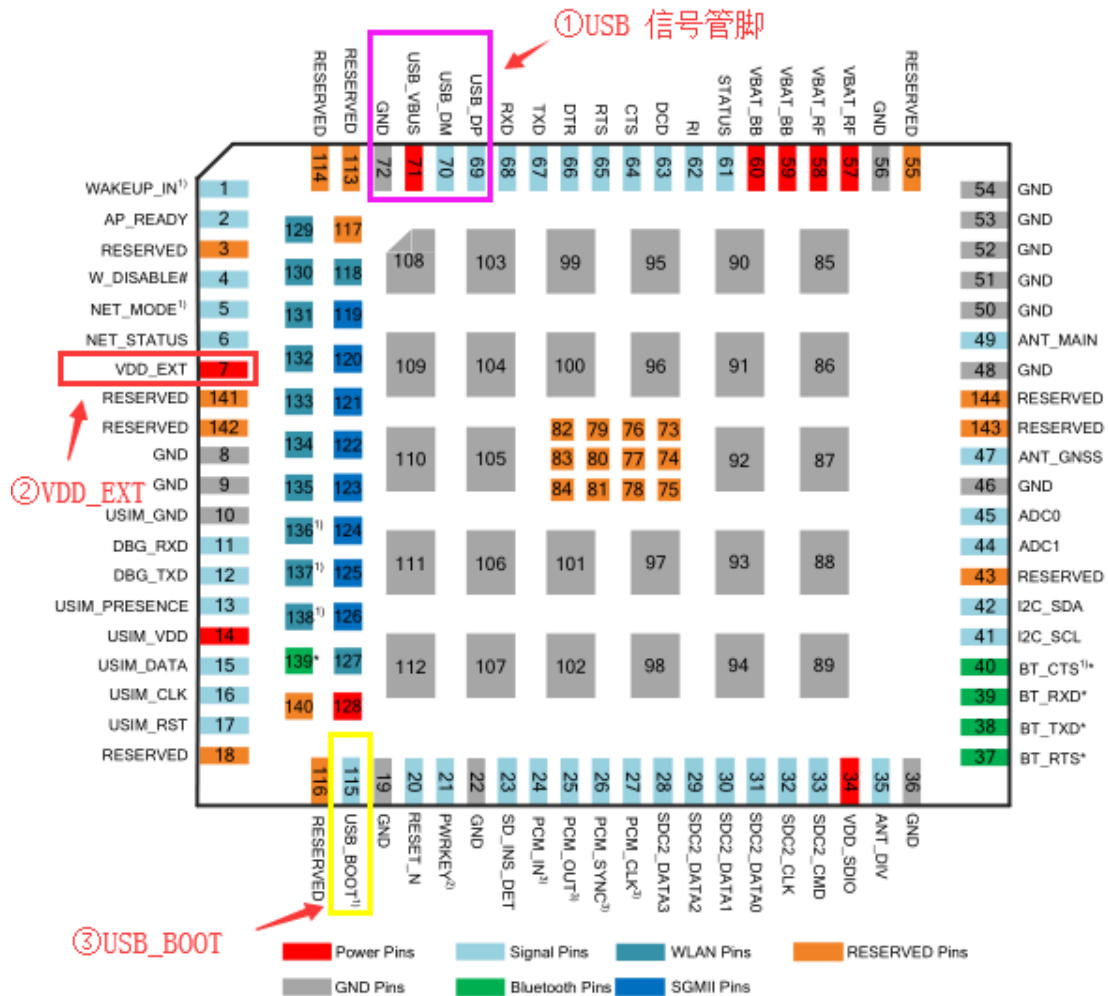 ①USB 信号管脚
RESERVED
RESERVED
GND
USB_VBUS
USB_DM
USB_DP
RXD
TXD
DTR
RTS
CTS
DCD
RI
STATUS
VBAT_BB
VBAT_BB
VBAT_RF
VBAT_RF
GND
RESERVED
114 113 72 71 70 69 68 67 66 65 64 63 62 61 60 59 58 57 56 55
WAKEUP_IN¹⁾ 1
AP_READY 2
RESERVED 3
W_DISABLE# 4
NET_MODE¹⁾ 5
NET_STATUS 6
VDD_EXT 7
RESERVED 141
RESERVED 142
GND 8
GND 9
USIM_GND 10
DBG_RXD 11
DBG_TXD 12
USIM_PRESENCE 13
USIM_VDD 14
USIM_DATA 15
USIM_CLK 16
USIM_RST 17
RESERVED 18
②VDD_EXT
129 117
130 118
131 119
132 120
133 121
134 122
135 123
136¹⁾ 124
137¹⁾ 125
138¹⁾ 126
139* 127
140 128
108 103 99 95 90 85
109 104 100 96 91 86
82 79 76 73
83 80 77 74
84 81 78 75
110 105 92 87
111 106 101 97 93 88
112 107 102 98 94 89
54 GND
53 GND
52 GND
51 GND
50 GND
49 ANT_MAIN
48 GND
144 RESERVED
143 RESERVED
47 ANT_GNSS
46 GND
45 ADC0
44 ADC1
43 RESERVED
42 I2C_SDA
41 I2C_SCL
40 BT_CTS¹⁾*
39 BT_RXD*
38 BT_TXD*
37 BT_RTS*
116 115 19 20 21 22 23 24 25 26 27 28 29 30 31 32 33 34 35 36
RESERVED
USB_BOOT¹⁾
GND
RESET_N
PWRKEY²⁾
GND
SD_INS_DET
PCM_IN³⁾
PCM_OUT³⁾
PCM_SYNC³⁾
PCM_CLK³⁾
SDC2_DATA3
SDC2_DATA2
SDC2_DATA1
SDC2_DATA0
SDC2_CLK
SDC2_CMD
VDD_SDIO
ANT_DIV
GND
③USB_BOOT
Power Pins Signal Pins WLAN Pins RESERVED Pins
GND Pins Bluetooth Pins SGMII Pins